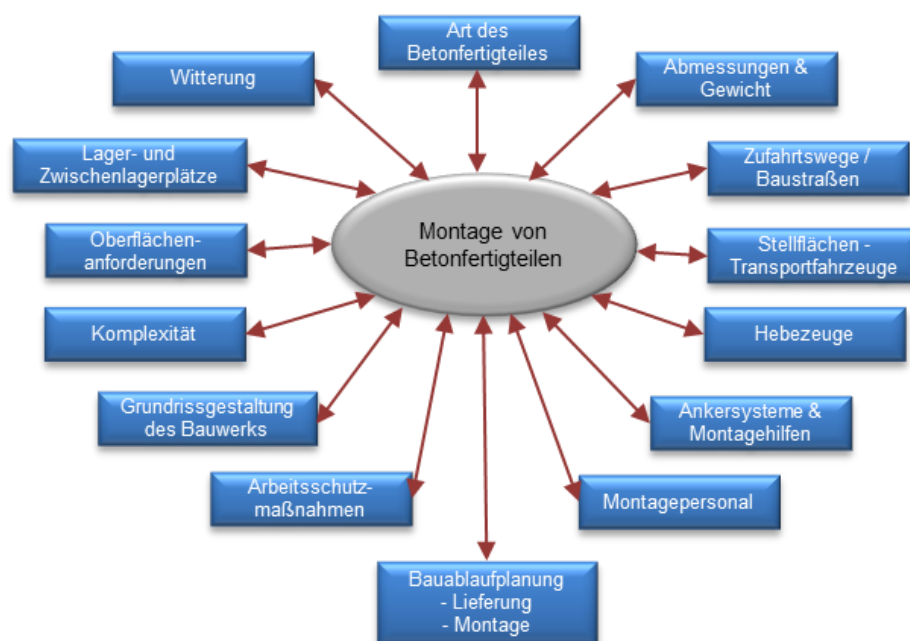 Art des
Betonfertigteiles
Witterung
Abmessungen &
Gewicht
Lager- und
Zwischenlagerplätze
Zufahrtswege /
Baustraßen
Montage von
Betonfertigteilen
Oberflächen-
anforderungen
Stellflächen -
Transportfahrzeuge
Komplexität
Hebezeuge
Grundrissgestaltung
des Bauwerks
Ankersysteme &
Montagehilfen
Arbeitsschutz-
maßnahmen
Montagepersonal
Bauablaufplanung
- Lieferung
- Montage